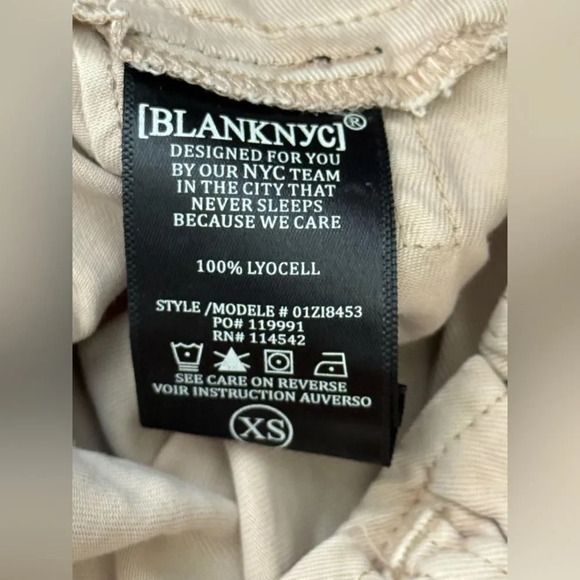 [BLANKNYC]®
DESIGNED FOR YOU
BY OUR NYC TEAM
IN THE CITY THAT
NEVER SLEEPS
BECAUSE WE CARE
100% LYOCELL
STYLE /MODELE # 01ZI8453
PO# 119991
RN# 114542
SEE CARE ON REVERSE
VOIR INSTRUCTION AUVERSO
XS